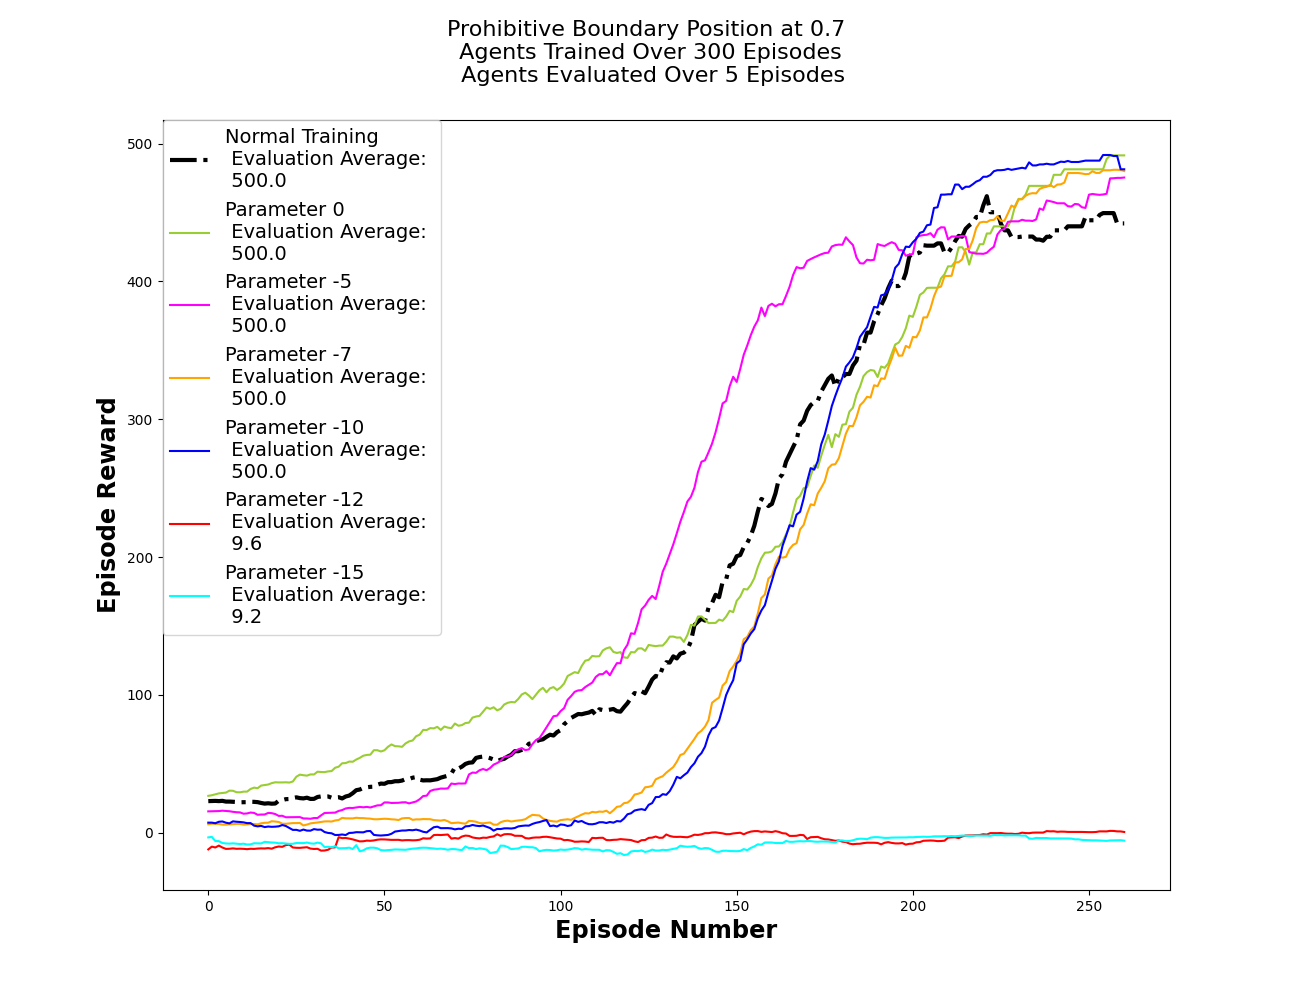 Prohibitive Boundary Position at 0.7
Agents Trained Over 300 Episodes
Agents Evaluated Over 5 Episodes
Normal Training
Evaluation Average:
500.0
Parameter 0
Evaluation Average:
500.0
Parameter -5
Evaluation Average:
500.0
Parameter -7
Evaluation Average:
500.0
Parameter -10
Evaluation Average:
500.0
Parameter -12
Evaluation Average:
9.6
Parameter -15
Evaluation Average:
9.2
500
400
300
200
100
0
Episode Reward
0 50 100 150 200 250
Episode Number